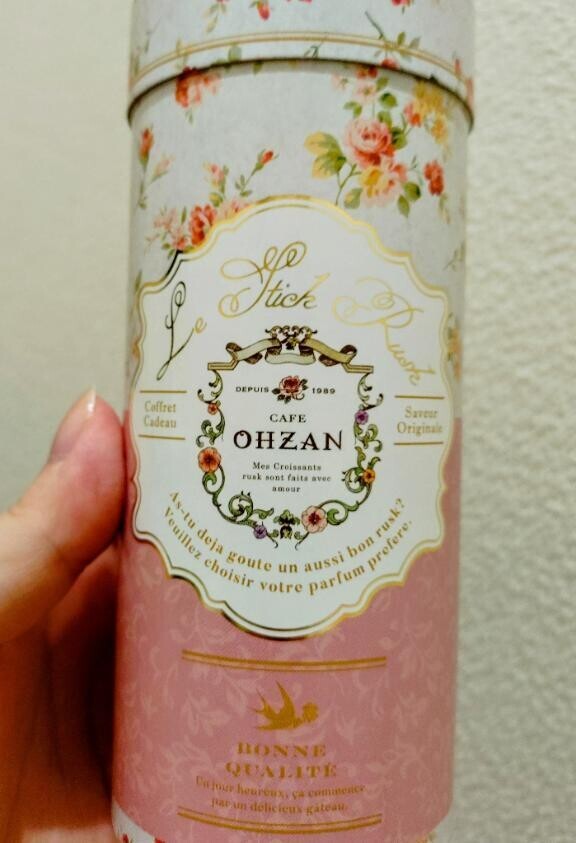 Le Stick Rusk
DEPUIS 1989
CAFE
OHZAN
Mes Croissants
rusk sont faits avec
amour
Coffret
Cadeau
Saveur
Originale
As-tu deja goute un aussi bon rusk?
Veuillez choisir votre parfum prefere.
BONNE
QUALITÉ
Un jour heureux, ça commence
par un délicieux gâteau.